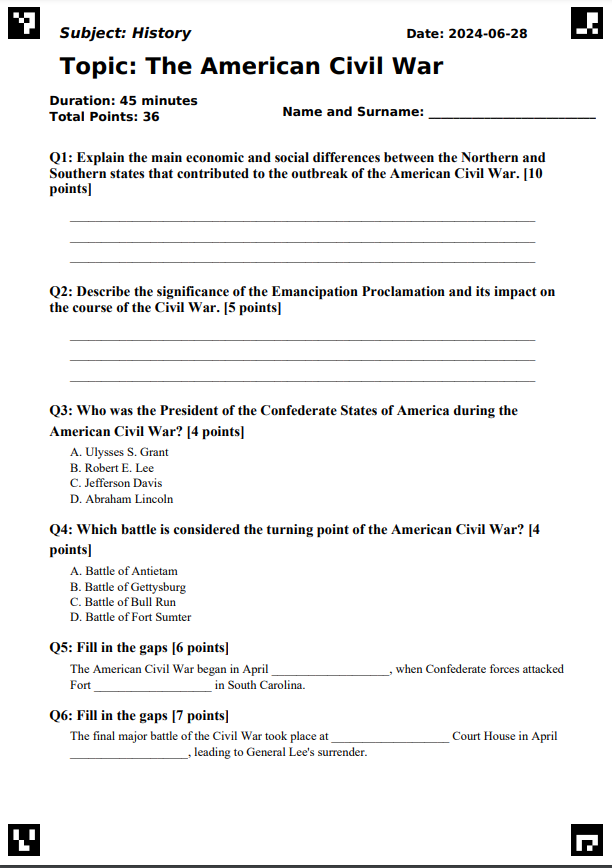 Subject: History
Date: 2024-06-28
Topic: The American Civil War
Duration: 45 minutes
Total Points: 36
Name and Surname: ___________________________
Q1: Explain the main economic and social differences between the Northern and
Southern states that contributed to the outbreak of the American Civil War. [10
points]
Q2: Describe the significance of the Emancipation Proclamation and its impact on
the course of the Civil War. [5 points]
Q3: Who was the President of the Confederate States of America during the
American Civil War? [4 points]
A. Ulysses S. Grant
B. Robert E. Lee
C. Jefferson Davis
D. Abraham Lincoln
Q4: Which battle is considered the turning point of the American Civil War? [4
points]
A. Battle of Antietam
B. Battle of Gettysburg
C. Battle of Bull Run
D. Battle of Fort Sumter
Q5: Fill in the gaps [6 points]
The American Civil War began in April ____________________, when Confederate forces attacked
Fort ____________________ in South Carolina.
Q6: Fill in the gaps [7 points]
The final major battle of the Civil War took place at ____________________ Court House in April
____________________, leading to General Lee's surrender.